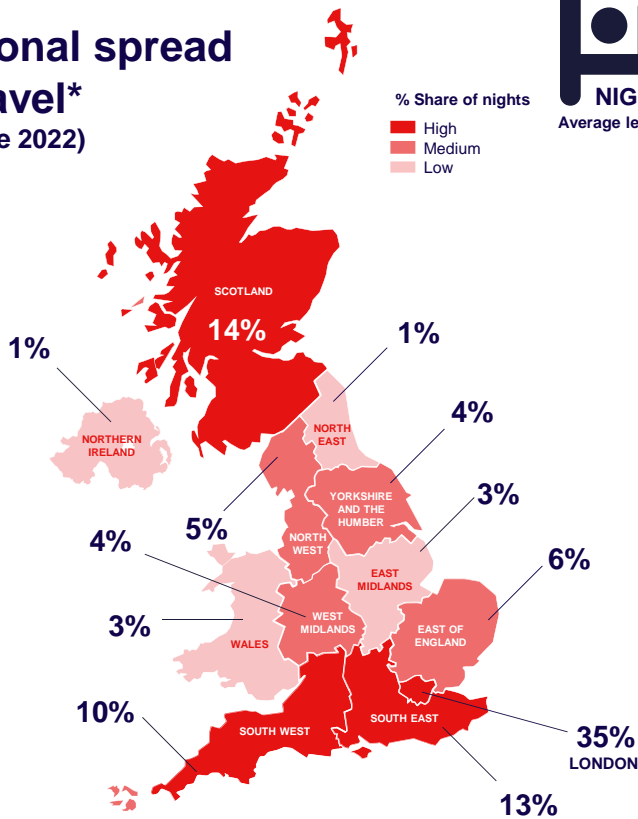 onal spread
avel*
e 2022)
% Share of nights
High
Medium
Low
NIG
Average le
SCOTLAND
14%
1%
NORTHERN
IRELAND
1%
NORTH
EAST
4%
YORKSHIRE
AND THE
HUMBER
5%
NORTH
WEST
3%
EAST
MIDLANDS
4%
WEST
MIDLANDS
6%
EAST OF
ENGLAND
3%
WALES
10%
SOUTH WEST
SOUTH EAST
13%
35%
LONDON